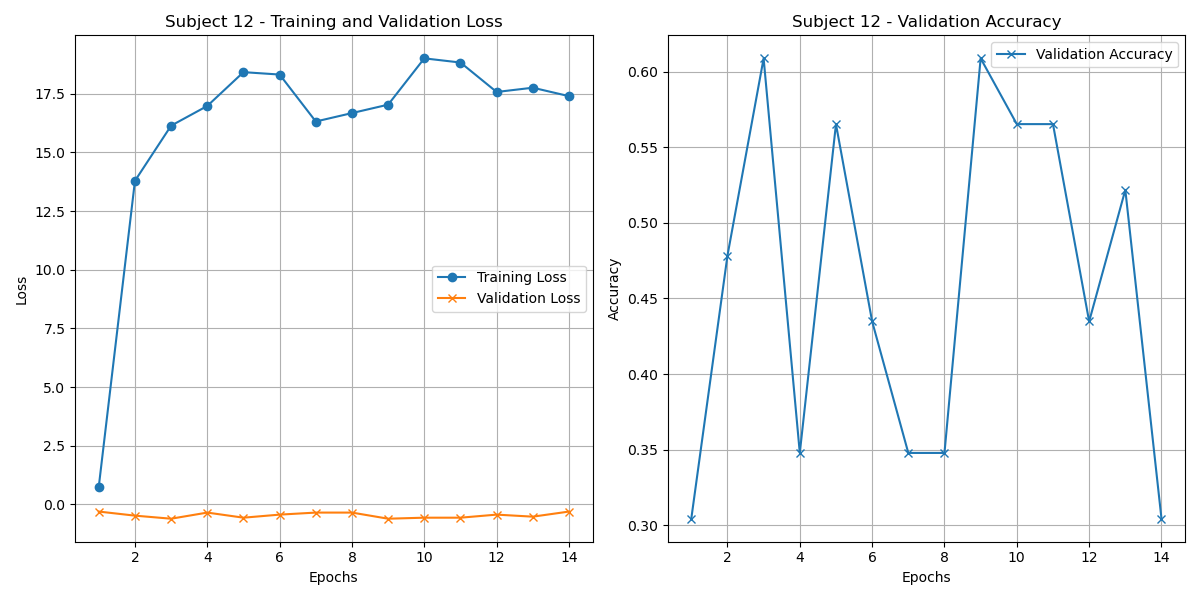 Subject 12 - Training and Validation Loss
Loss
17.5
15.0
12.5
10.0
7.5
5.0
2.5
0.0
Training Loss
Validation Loss
2 4 6 8 10 12 14
Epochs
Subject 12 - Validation Accuracy
Accuracy
0.60
0.55
0.50
0.45
0.40
0.35
0.30
Validation Accuracy
2 4 6 8 10 12 14
Epochs